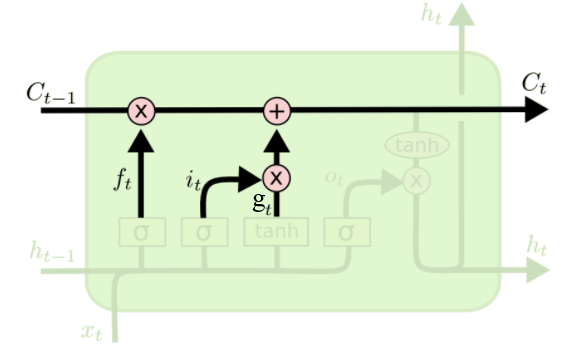 h_t
C_{t-1} x + C_t
tanh
f_t i_t x o_t x
g_t
σ σ tanh σ
h_{t-1} h_t
x_t